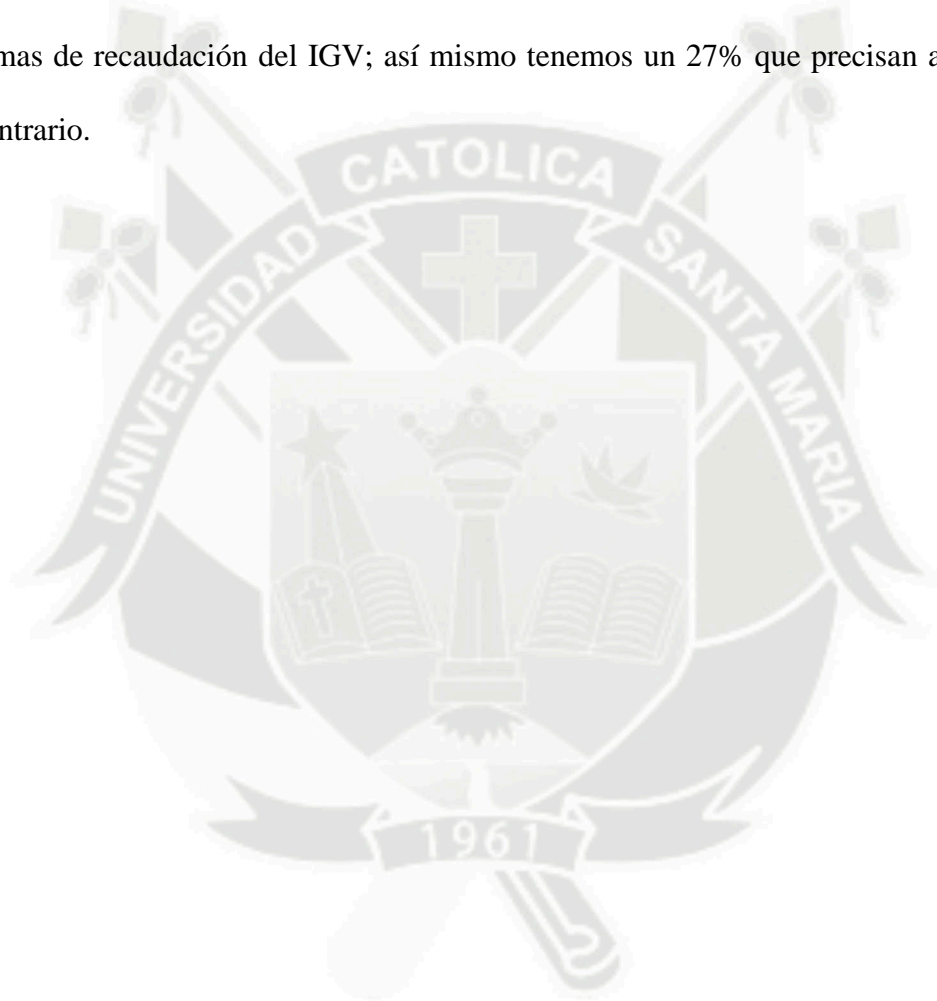 mas de recaudación del IGV; así mismo tenemos un 27% que precisan a
ntrario.
CATOLICA
UNIVERSIDAD
SANTA MARIA
1961